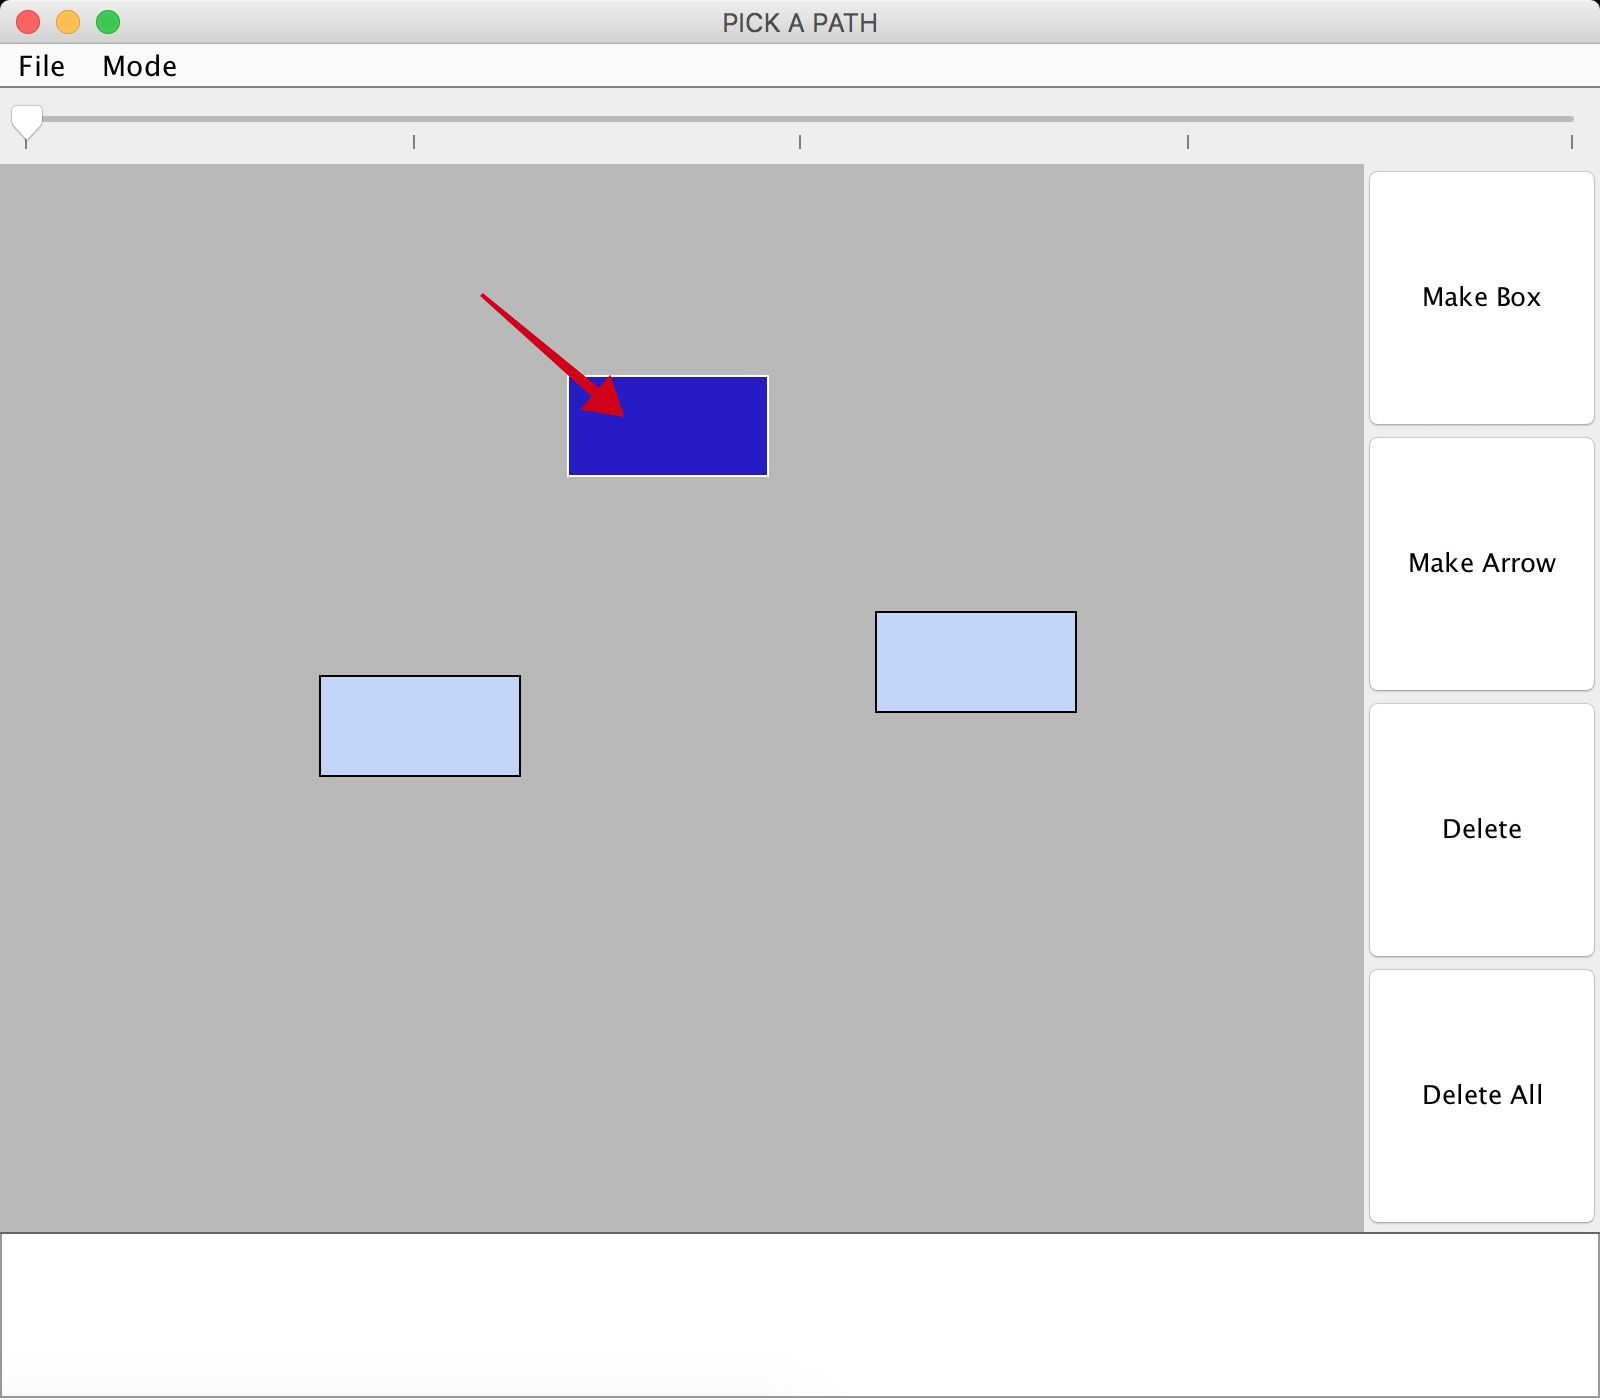 PICK A PATH
File Mode
Make Box
Make Arrow
Delete
Delete All